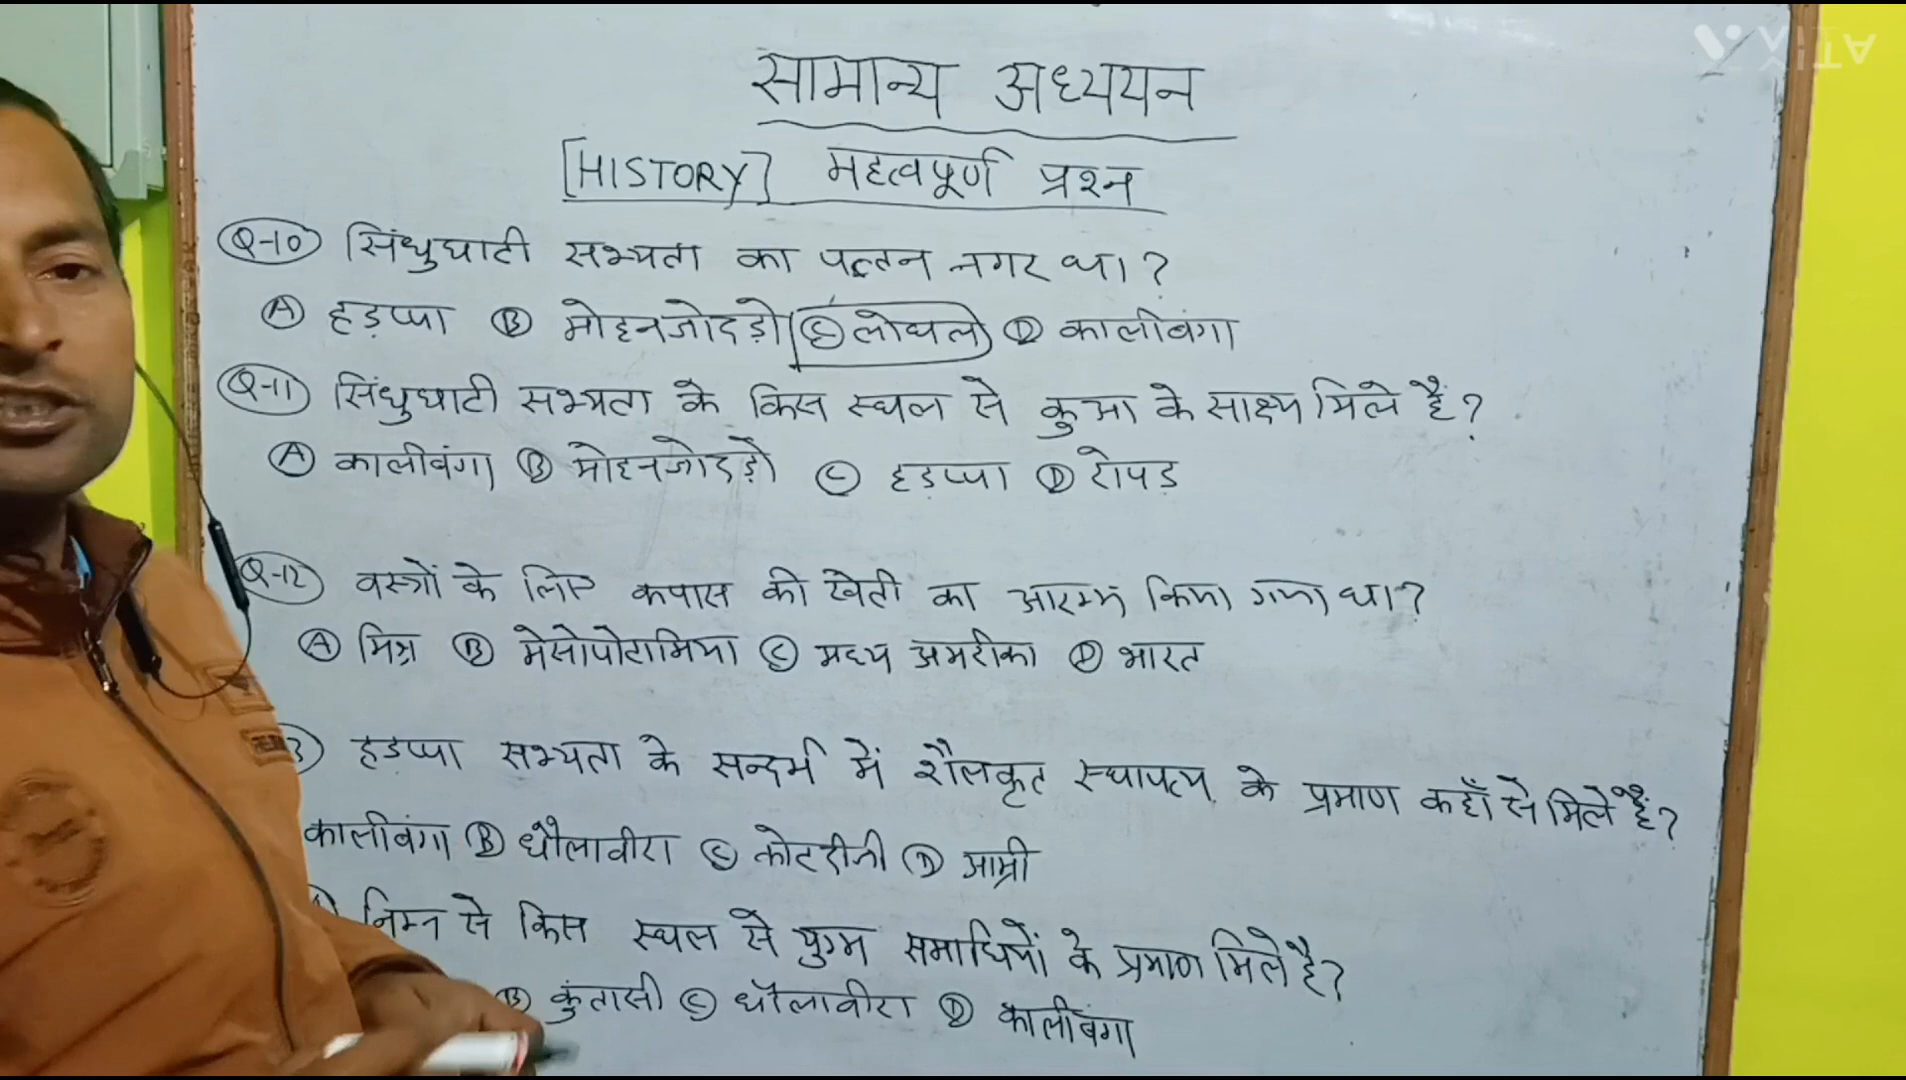 सामान्य अध्ययन
[HISTORY] महत्वपूर्ण प्रश्न
Q-10 सिंधुघाटी सभ्यता का पत्तन नगर था?
A हड़प्पा B मोहनजोदड़ो C लोथल D कालीबंगा
Q-11 सिंधुघाटी सभ्यता के किस स्थल से कुआ के साक्ष्य मिले हैं?
A कालीबंगा B मोहनजोदड़ो C हड़प्पा D रोपड़
Q-12 वस्त्रों के लिए कपास की खेती का आरम्भ किया गया था?
A मिश्र B मेसोपोटामिया C मध्य अमरीका D भारत
3 हड़प्पा सभ्यता के सन्दर्भ में शैलकृत स्थापत्य के प्रमाण कहाँ से मिले हैं?
कालीबंगा B धौलावीरा C कोटदीजी D आम्री
निम्न से किस स्थल से युग्म समाधियों के प्रमाण मिले है?
B कुंतासी C धौलावीरा D कालीबंगा